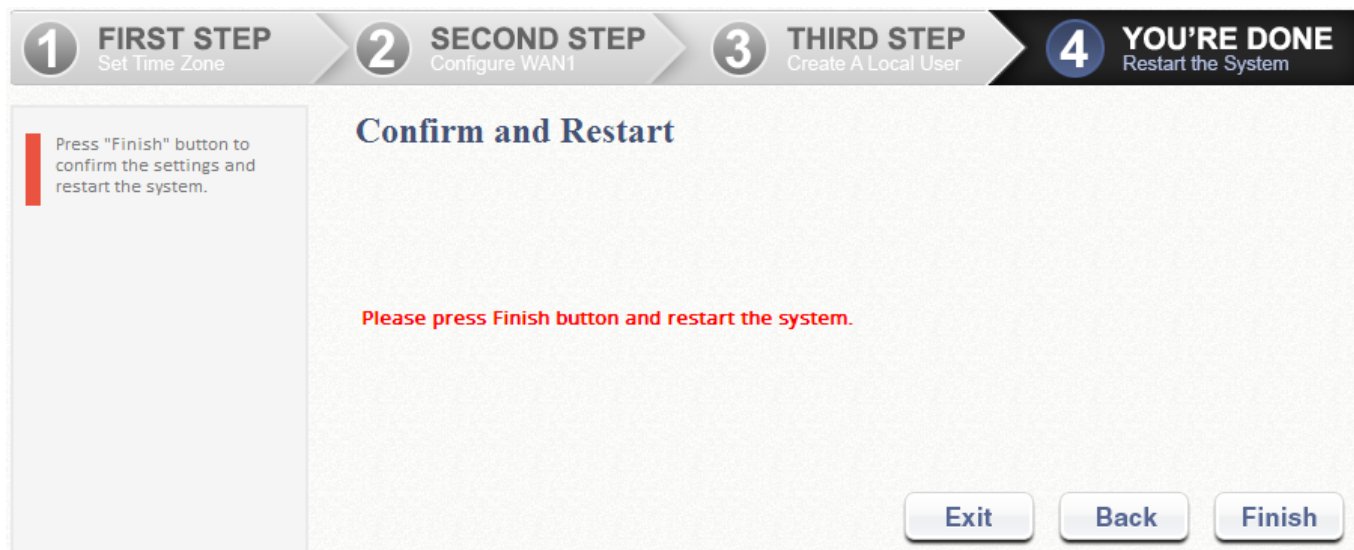 1 FIRST STEP
Set Time Zone
2 SECOND STEP
Configure WAN1
3 THIRD STEP
Create A Local User
4 YOU'RE DONE
Restart the System
Press "Finish" button to
confirm the settings and
restart the system.
Confirm and Restart
Please press Finish button and restart the system.
Exit Back Finish